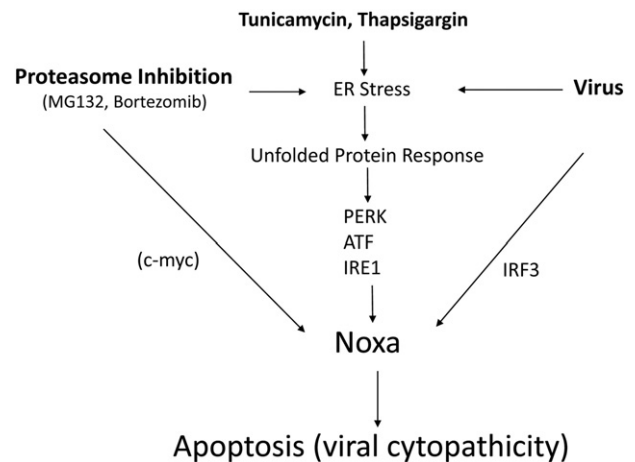 Tunicamycin, Thapsigargin
Proteasome Inhibition
(MG132, Bortezomib)
ER Stress
Virus
Unfolded Protein Response
PERK
ATF
IRE1
(c-myc)
IRF3
Noxa
Apoptosis (viral cytopathicity)